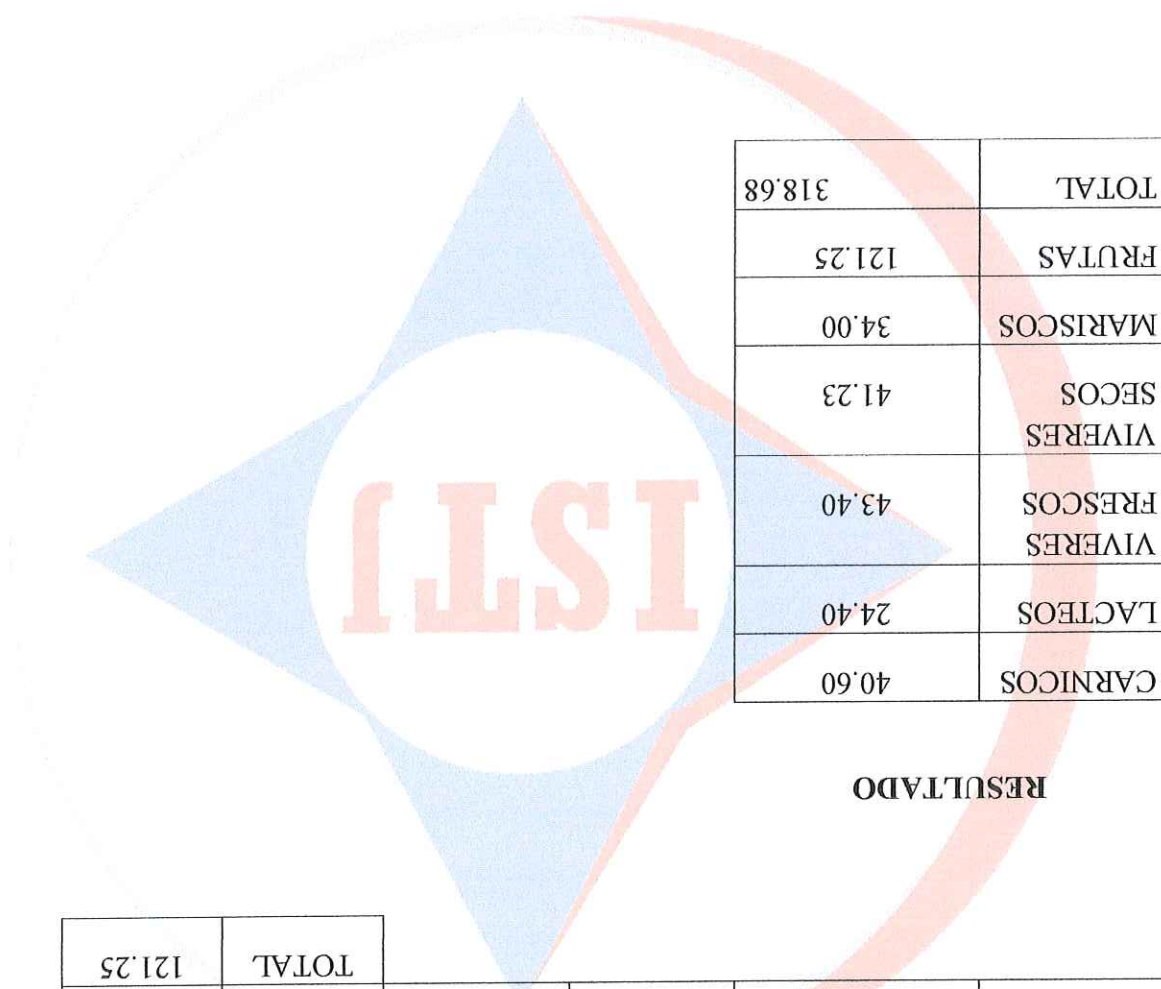 TOTAL 121.25
RESULTADO
CARNICOS 40.60
LACTEOS 24.40
VIVERES
FRESCOS 43.40
VIVERES
SECOS 41.23
MARISCOS 34.00
FRUTAS 121.25
TOTAL 318.68
ISTJ